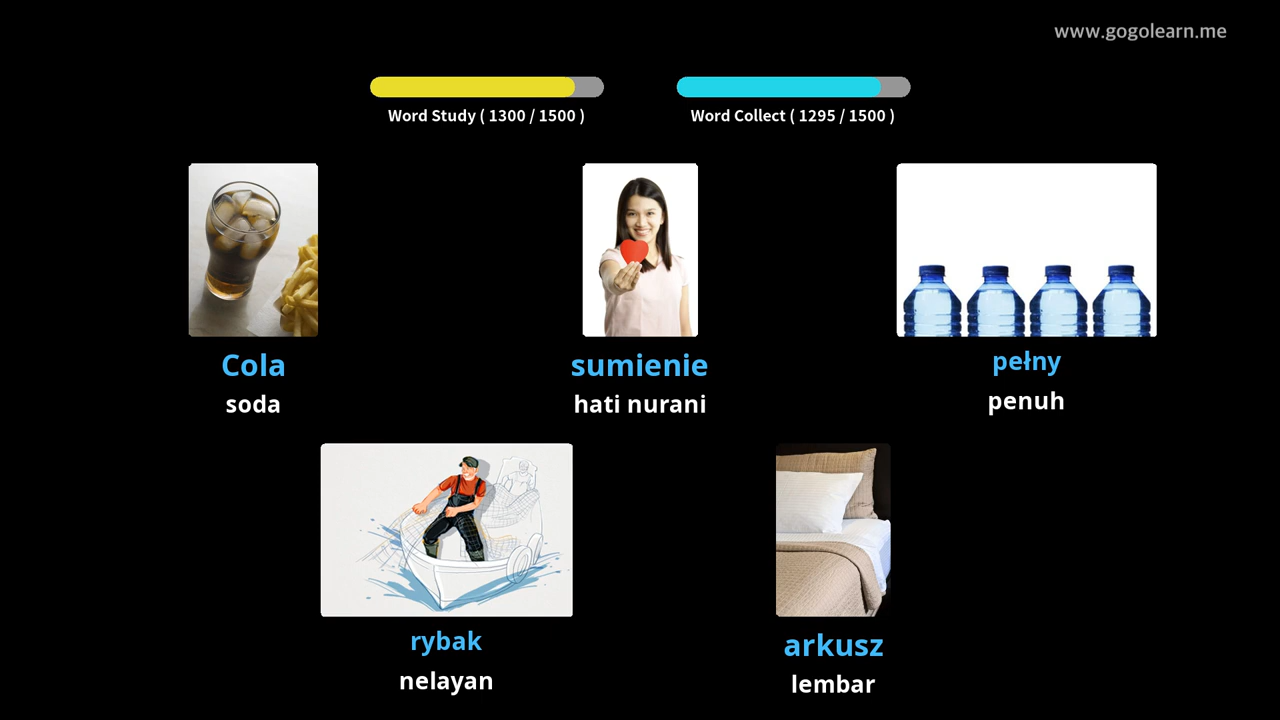 www.gogolearn.me
Word Study ( 1300 / 1500 )
Word Collect ( 1295 / 1500 )
Cola
soda
sumienie
hati nurani
pełny
penuh
rybak
nelayan
arkusz
lembar